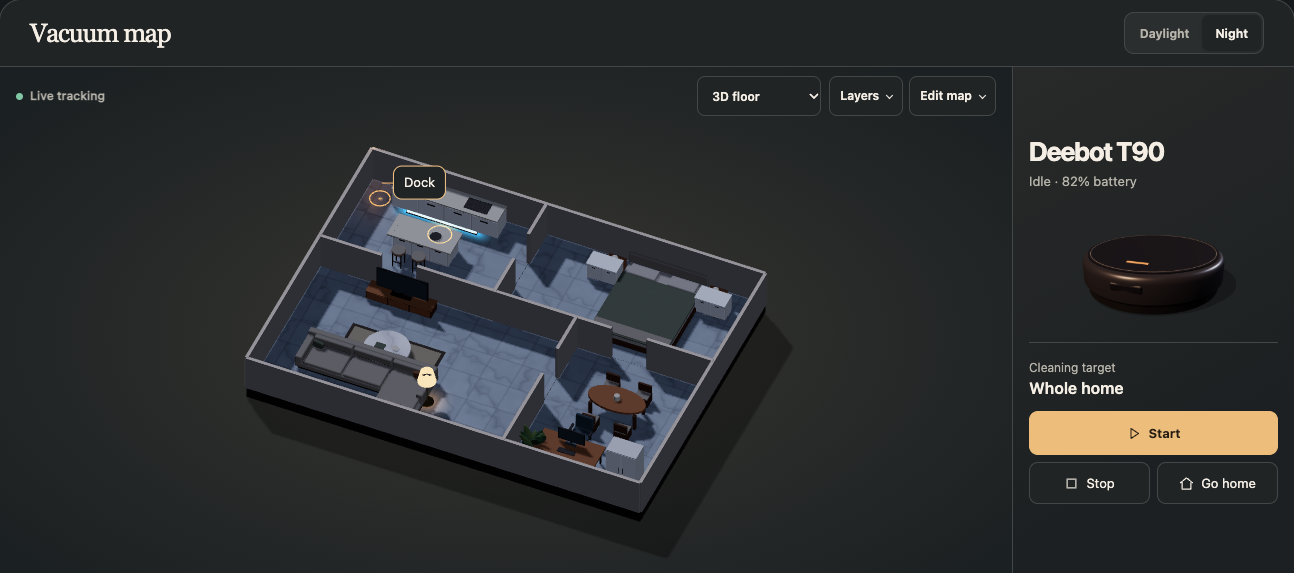 Vacuum map
Daylight
Night
Live tracking
3D floor
Layers
Edit map
Dock
Deebot T90
Idle · 82% battery
Cleaning target
Whole home
Start
Stop
Go home